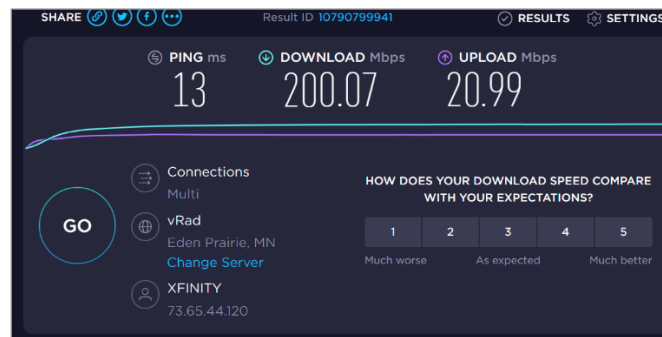 SHARE Result ID 10790799941 RESULTS SETTINGS
PING ms DOWNLOAD Mbps UPLOAD Mbps
13 200.07 20.99
GO
Connections
Multi
vRad
Eden Prairie, MN
Change Server
XFINITY
73.65.44.120
HOW DOES YOUR DOWNLOAD SPEED COMPARE
WITH YOUR EXPECTATIONS?
1 2 3 4 5
Much worse As expected Much better